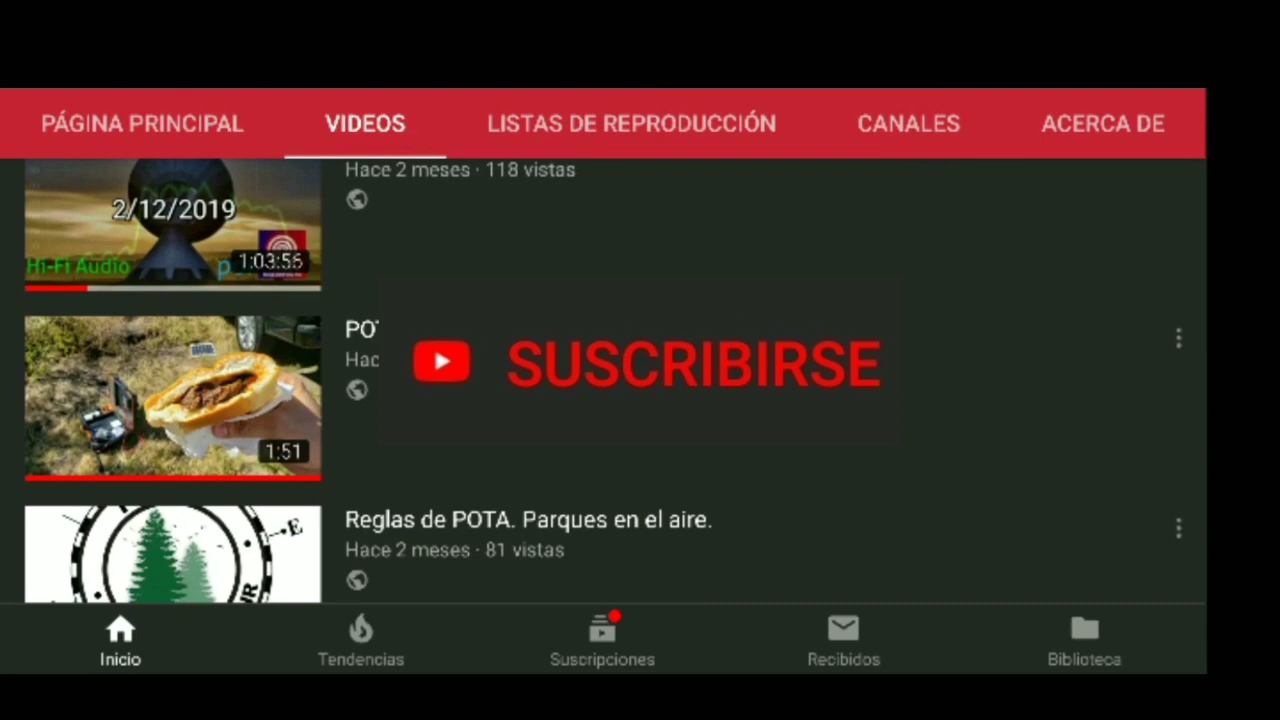 PÁGINA PRINCIPAL VIDEOS LISTAS DE REPRODUCCIÓN CANALES ACERCA DE
Hace 2 meses · 118 vistas
2/12/2019
Hi-Fi Audio
1:03:56
POT
Hac
SUSCRIBIRSE
1:51
Reglas de POTA. Parques en el aire.
Hace 2 meses · 81 vistas
E
Inicio Tendencias Suscripciones Recibidos Biblioteca